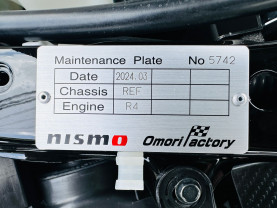 Maintenance Plate No 5742
Date 2024.03
Chassis REF
Engine R4
nismo Omori Factory